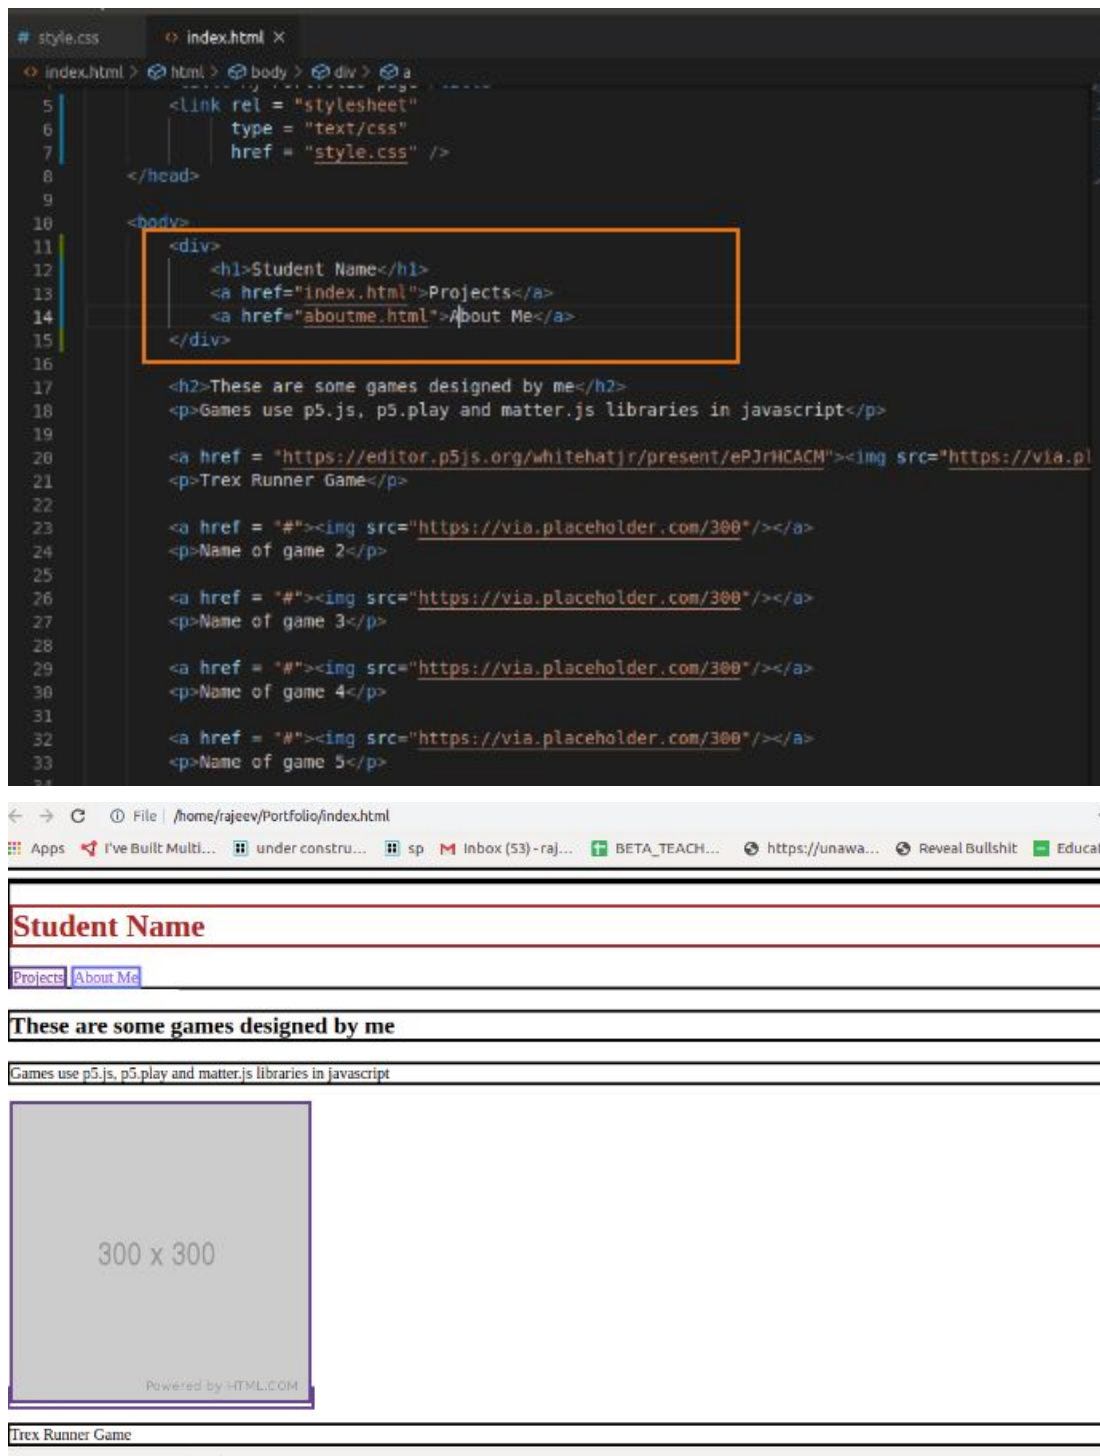 # style.css <> index.html ×
<> index.html > html > body > div > a
5 <link rel = "stylesheet"
6 type = "text/css"
7 href = "style.css" />
8 </head>
9
10 <body>
11 <div>
12 <h1>Student Name</h1>
13 <a href="index.html">Projects</a>
14 <a href="aboutme.html">About Me</a>
15 </div>
16
17 <h2>These are some games designed by me</h2>
18 <p>Games use p5.js, p5.play and matter.js libraries in javascript</p>
19
20 <a href = "https://editor.p5js.org/whitehatjr/present/ePJrHCACM"><img src="https://via.pl
21 <p>Trex Runner Game</p>
22
23 <a href = "#"><img src="https://via.placeholder.com/300"/></a>
24 <p>Name of game 2</p>
25
26 <a href = "#"><img src="https://via.placeholder.com/300"/></a>
27 <p>Name of game 3</p>
28
29 <a href = "#"><img src="https://via.placeholder.com/300"/></a>
30 <p>Name of game 4</p>
31
32 <a href = "#"><img src="https://via.placeholder.com/300"/></a>
33 <p>Name of game 5</p>
File | /home/rajeev/Portfolio/index.html
Apps I've Built Multi... under constru... sp Inbox (53) - raj... BETA_TEACH... https://unawa... Reveal Bullshit Educa
Student Name
Projects About Me
These are some games designed by me
Games use p5.js, p5.play and matter.js libraries in javascript
300 x 300
Powered by HTML.COM
Trex Runner Game